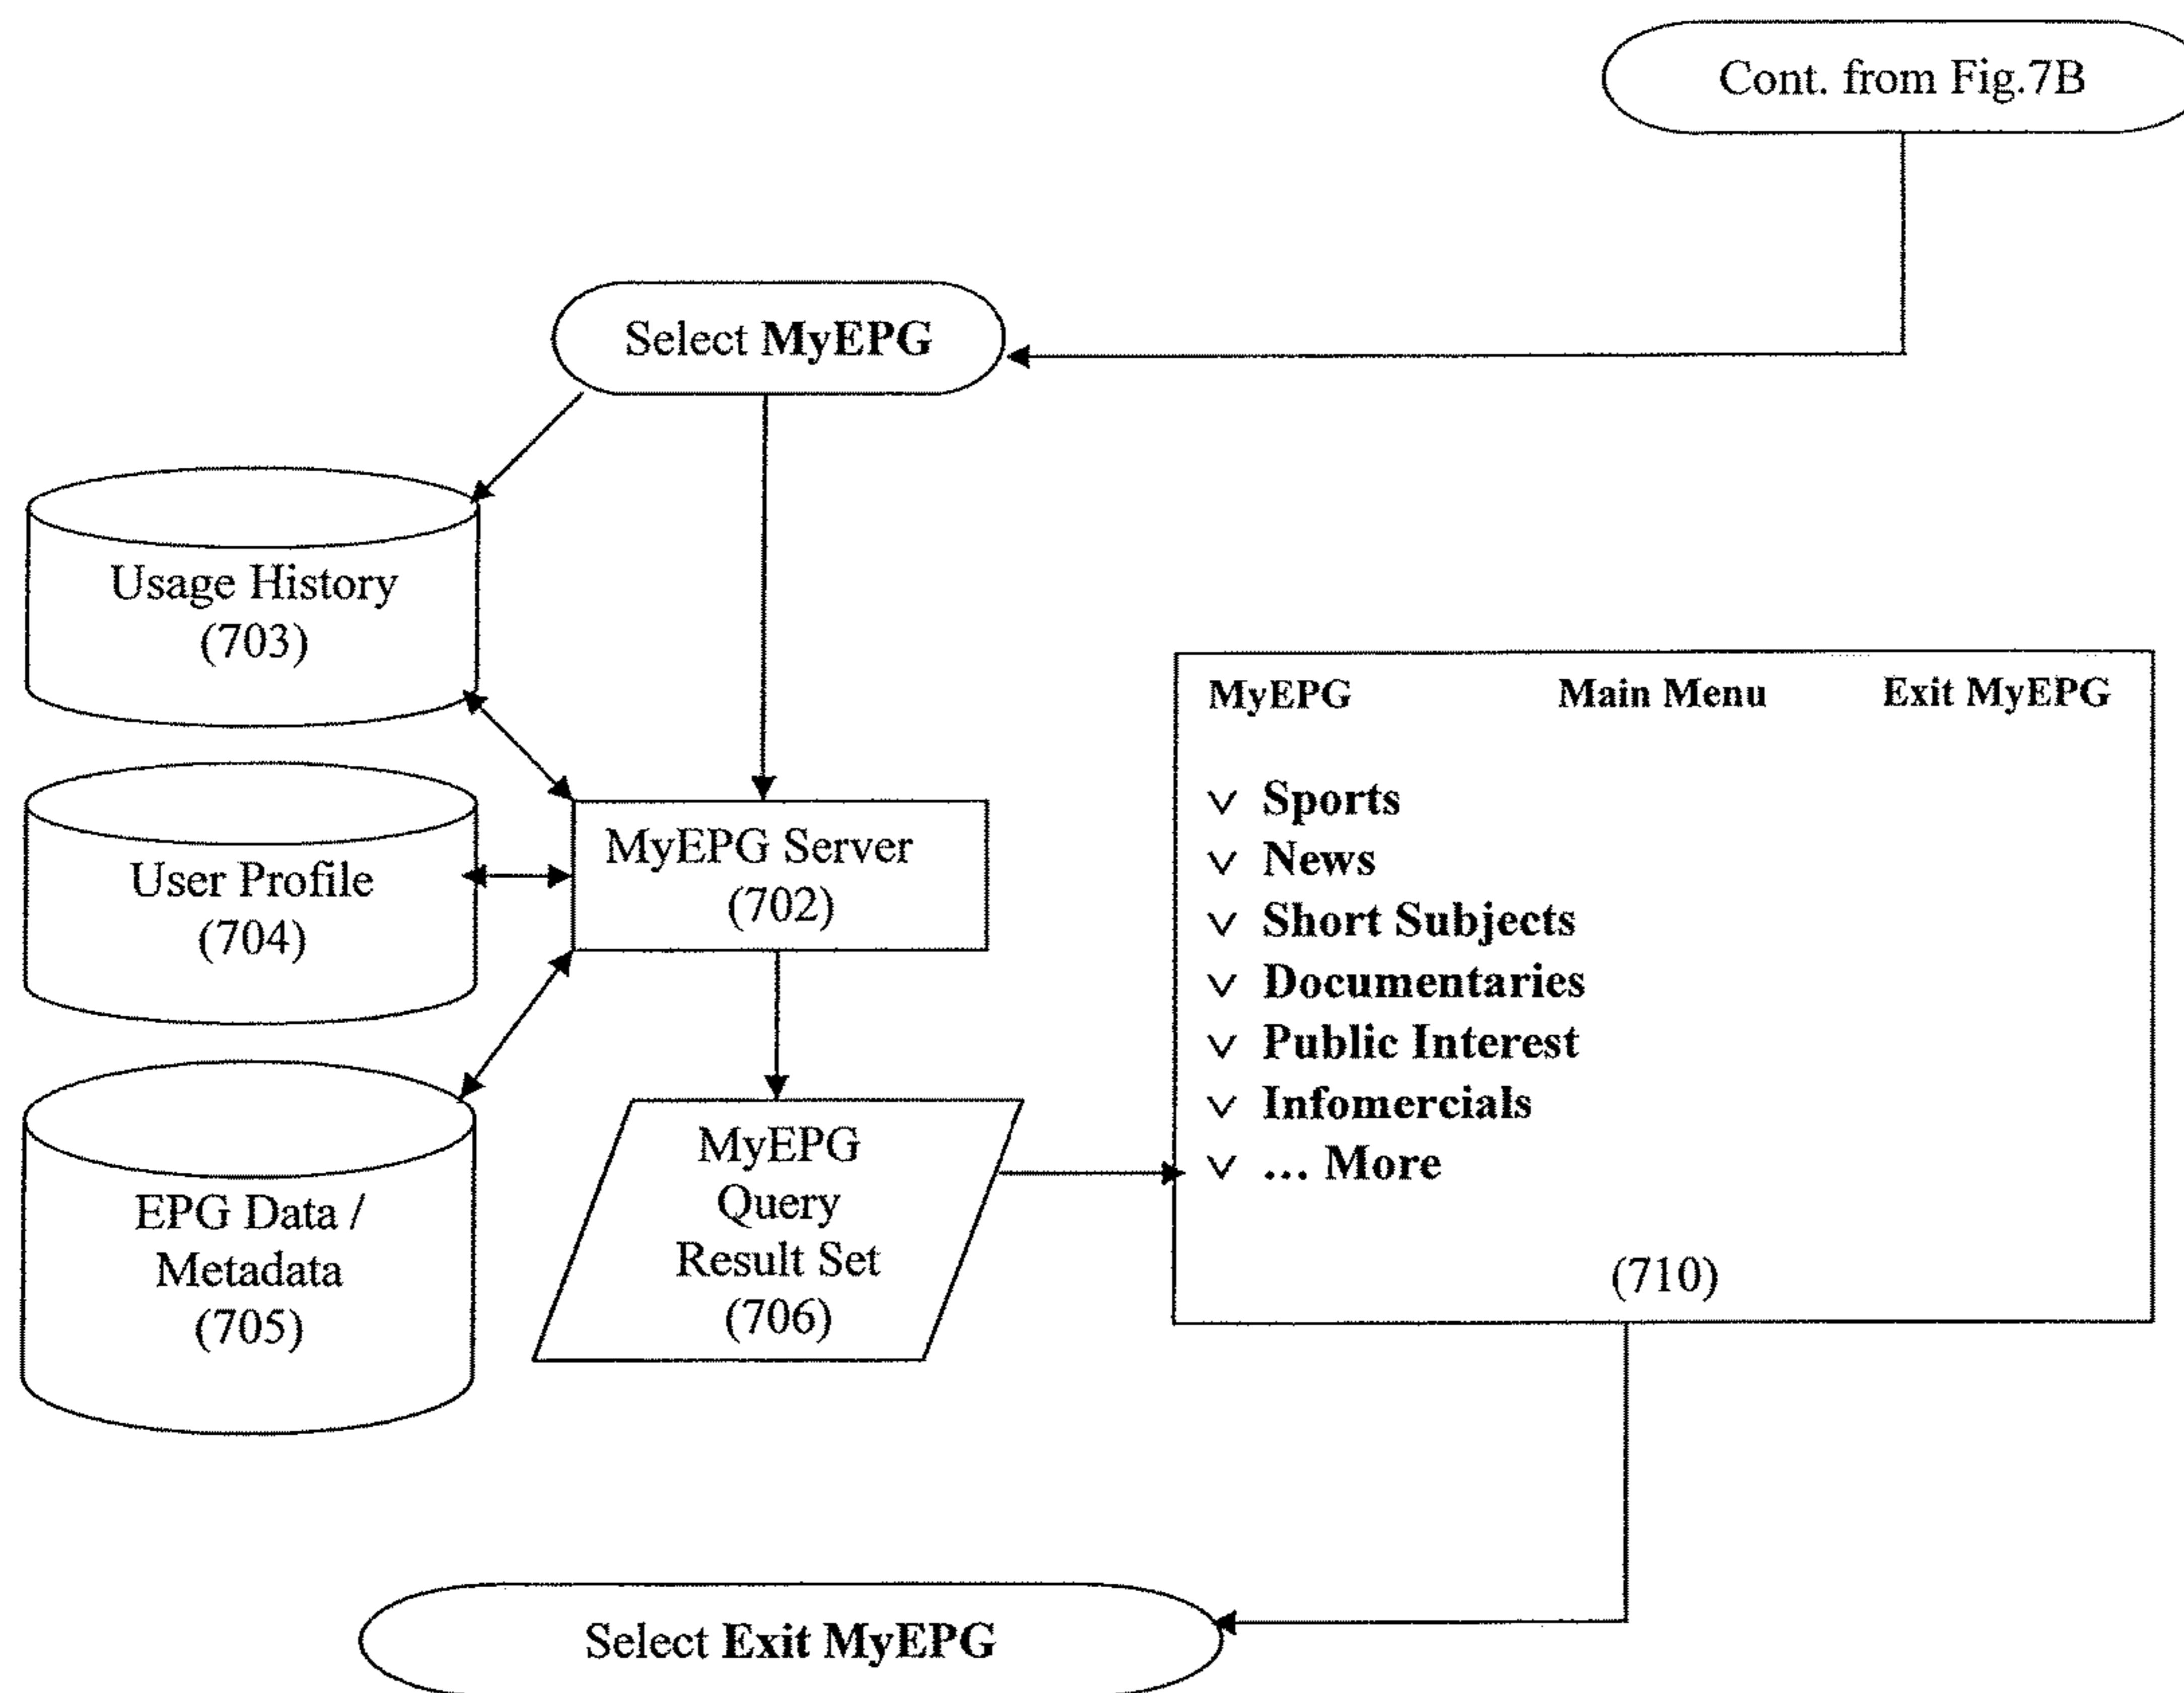 Cont. from Fig.7B
Select MyEPG
Usage History
(703)
User Profile
(704)
EPG Data /
Metadata
(705)
MyEPG Server
(702)
MyEPG
Query
Result Set
(706)
MyEPG Main Menu Exit MyEPG
v Sports
v News
v Short Subjects
v Documentaries
v Public Interest
v Infomercials
v ... More
(710)
Select Exit MyEPG